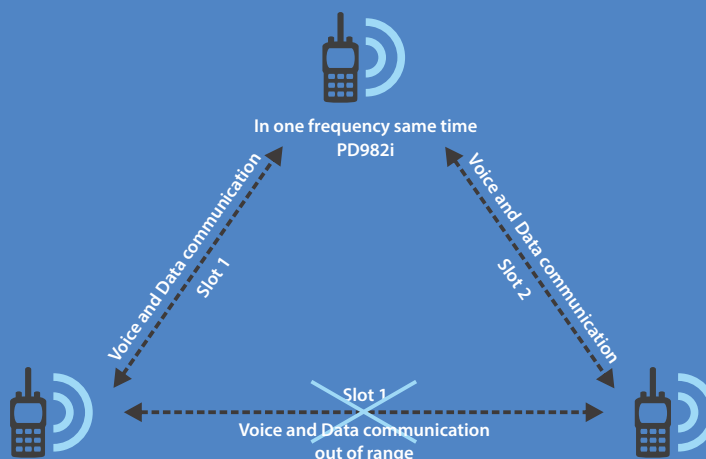 In one frequency same time
PD982i
Voice and Data communication
Slot 1
Voice and Data communication
Slot 2
Slot 1
Voice and Data communication
out of range